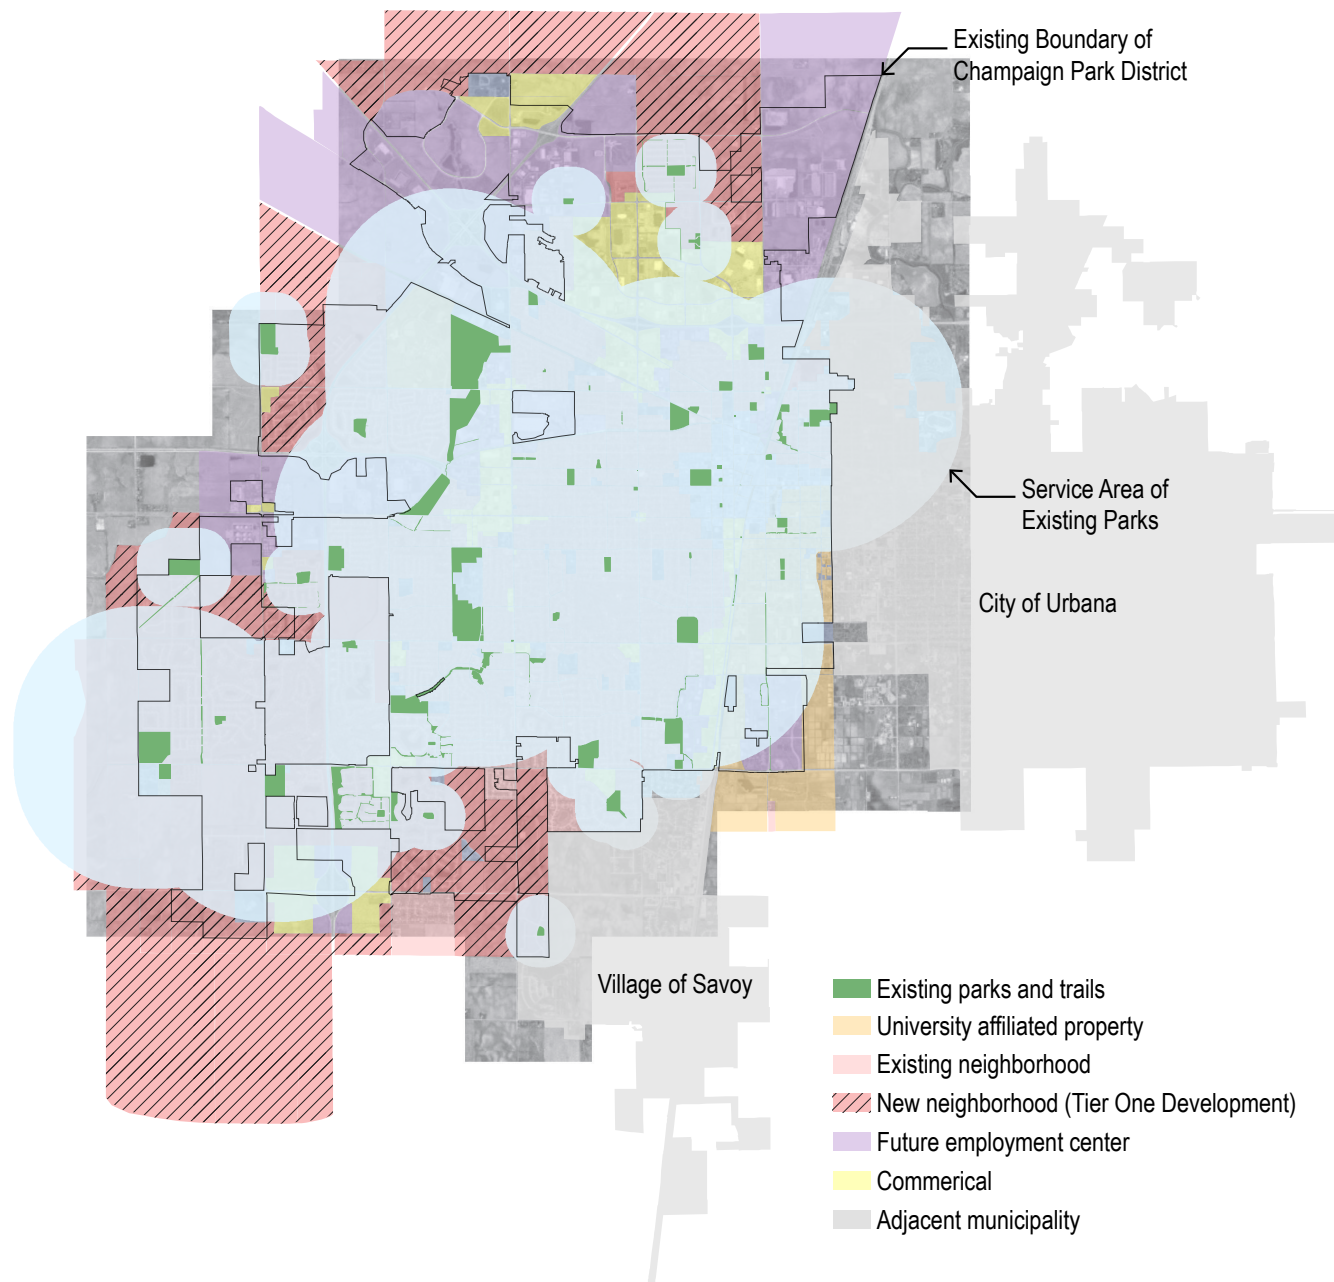 Existing Boundary of
Champaign Park District
Service Area of
Existing Parks
City of Urbana
Village of Savoy
Existing parks and trails
University affiliated property
Existing neighborhood
New neighborhood (Tier One Development)
Future employment center
Commerical
Adjacent municipality